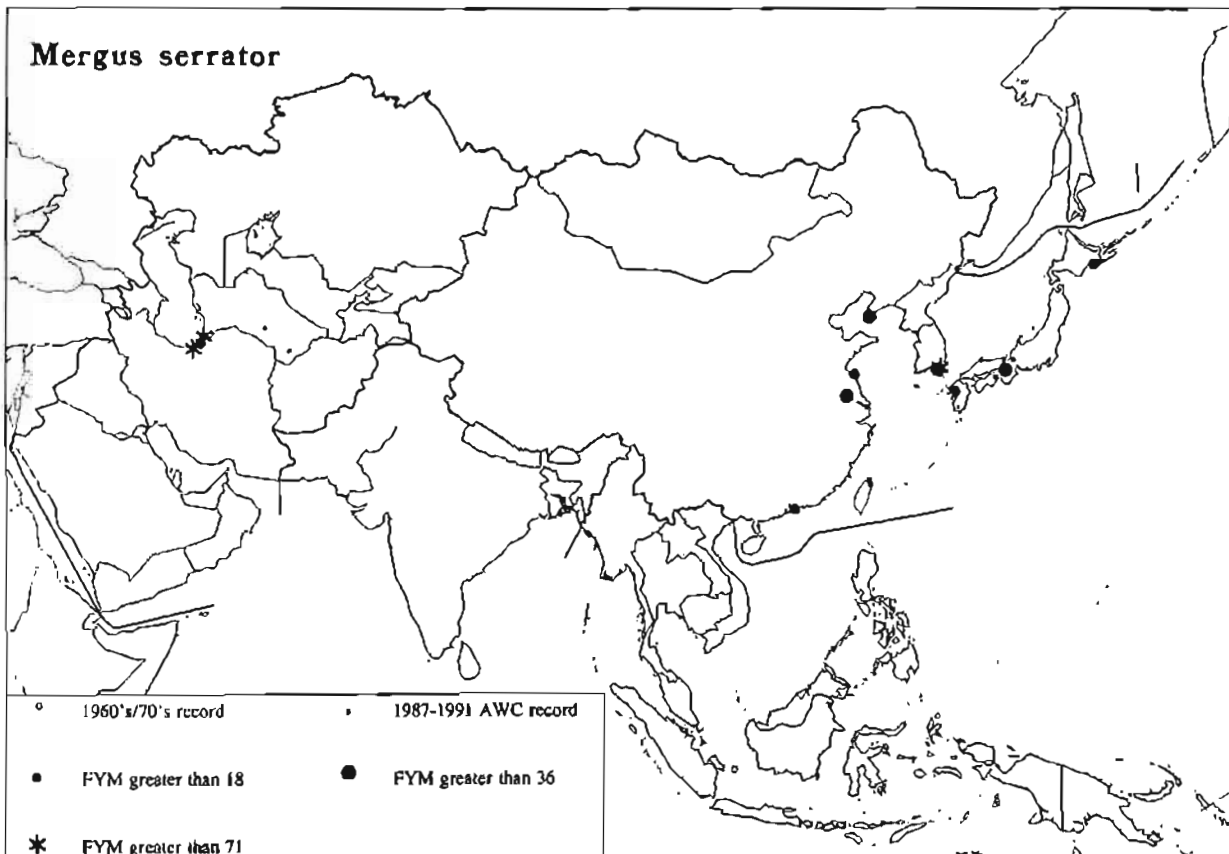 Mergus serrator
1960's/70's record
1987-1991 AWC record
FYM greater than 18
FYM greater than 36
FYM greater than 71